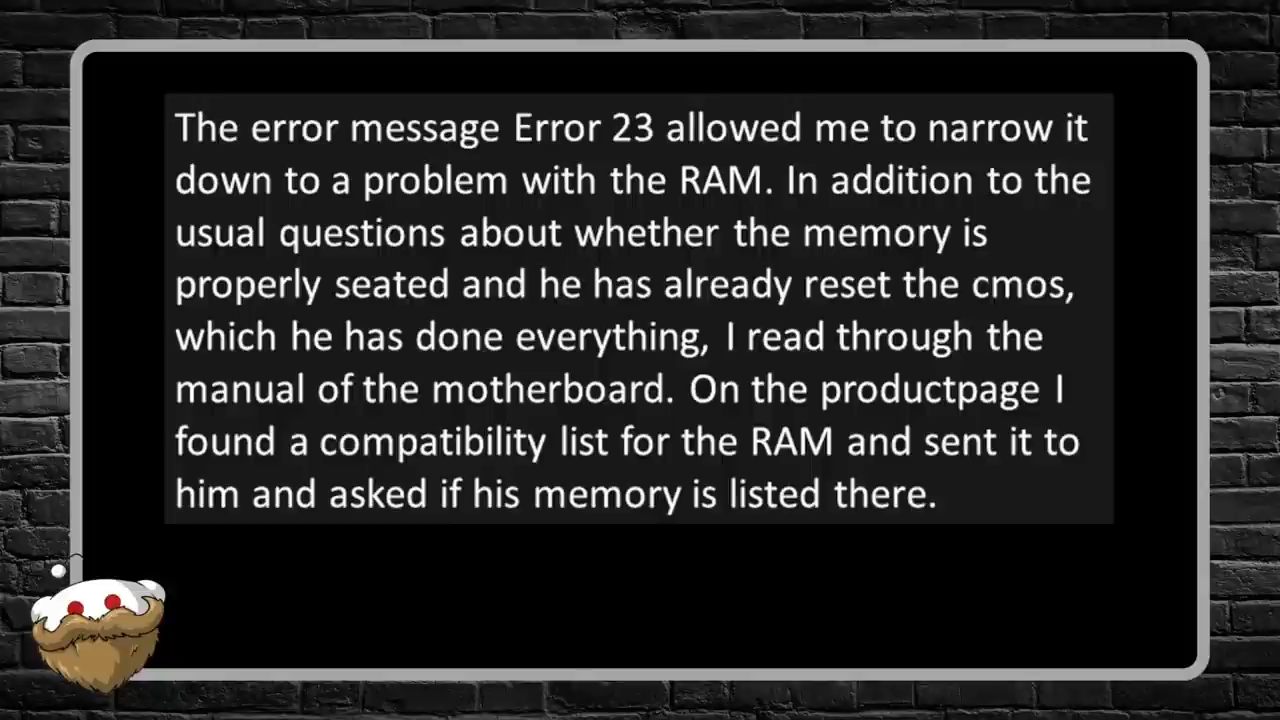 The error message Error 23 allowed me to narrow it
down to a problem with the RAM. In addition to the
usual questions about whether the memory is
properly seated and he has already reset the cmos,
which he has done everything, I read through the
manual of the motherboard. On the productpage I
found a compatibility list for the RAM and sent it to
him and asked if his memory is listed there.